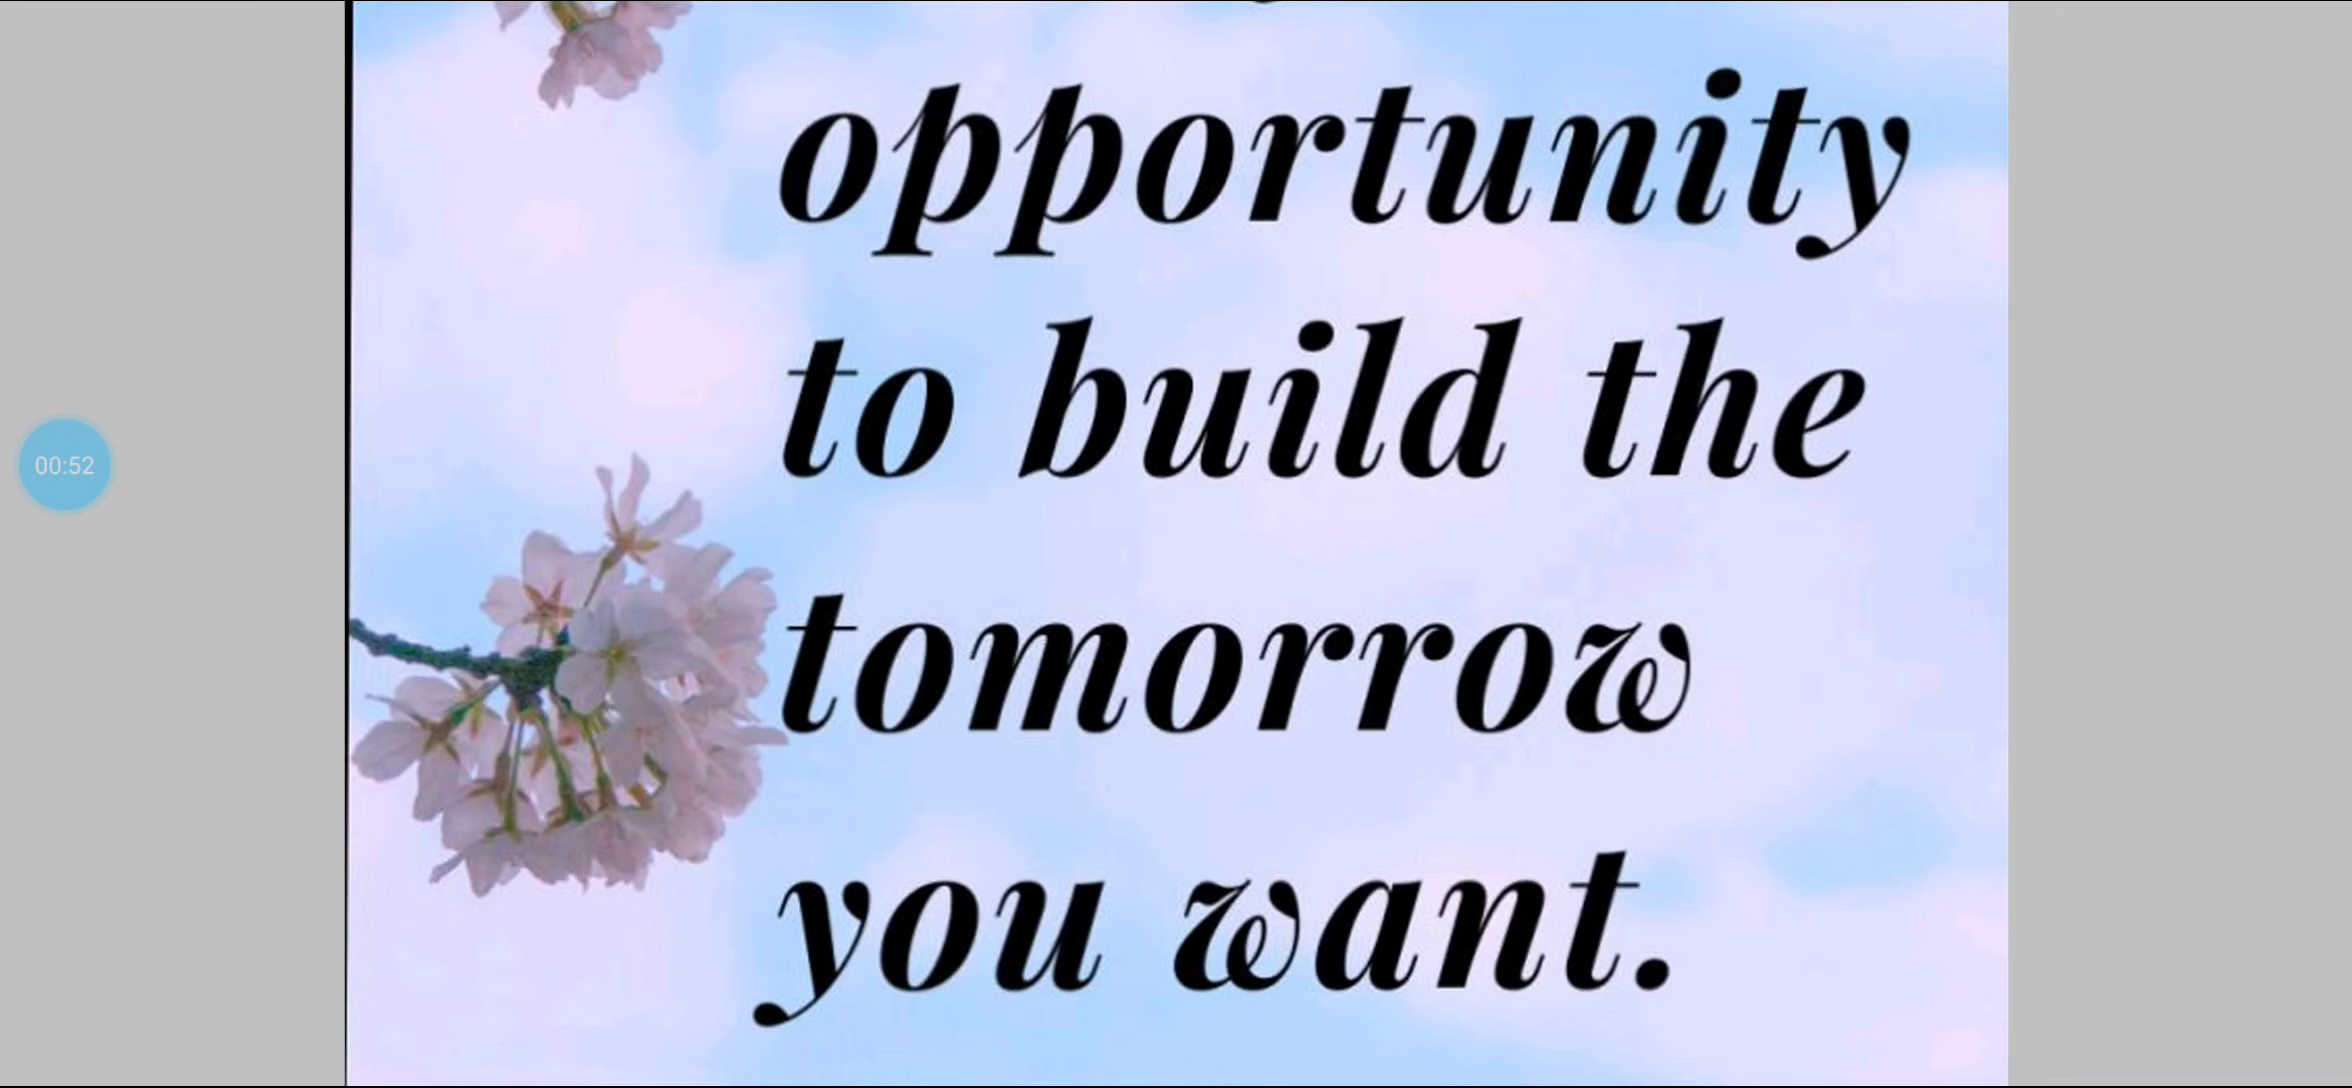 opportunity
to build the
00:52
tomorrow
you want.